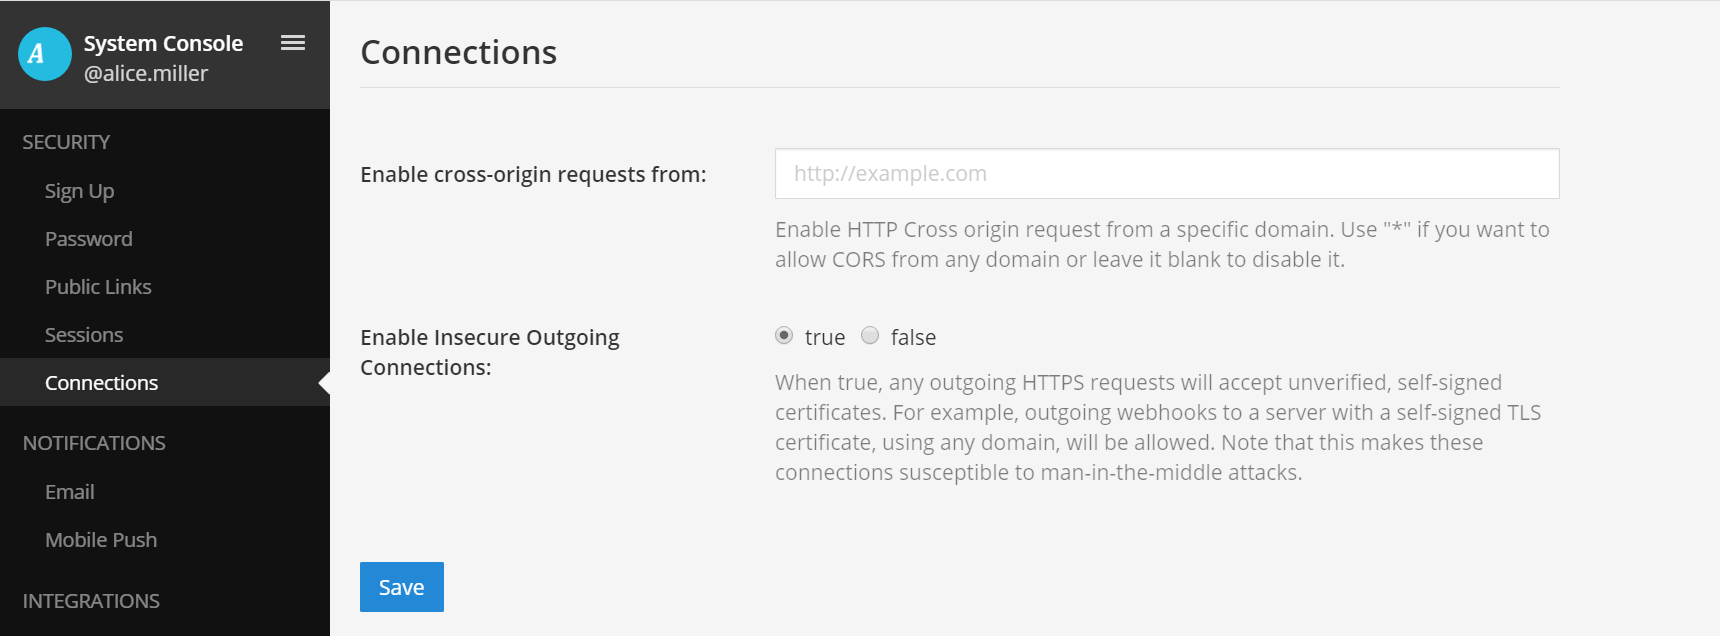 A
System Console
@alice.miller
SECURITY
Sign Up
Password
Public Links
Sessions
Connections
NOTIFICATIONS
Email
Mobile Push
INTEGRATIONS
Connections
Enable cross-origin requests from:
http://example.com
Enable HTTP Cross origin request from a specific domain. Use "*" if you want to
allow CORS from any domain or leave it blank to disable it.
Enable Insecure Outgoing
Connections:
true false
When true, any outgoing HTTPS requests will accept unverified, self-signed
certificates. For example, outgoing webhooks to a server with a self-signed TLS
certificate, using any domain, will be allowed. Note that this makes these
connections susceptible to man-in-the-middle attacks.
Save